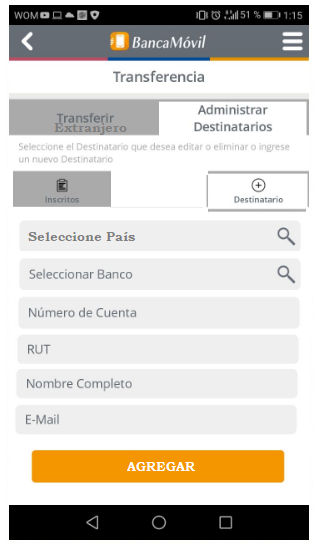 WOM 51 % 1:15
BancaMóvil
Transferencia
Transferir
Extranjero
Administrar
Destinatarios
Seleccione el Destinatario que desea editar o eliminar o ingrese
un nuevo Destinatario
Inscritos
Destinatario
Seleccione País
Seleccionar Banco
Número de Cuenta
RUT
Nombre Completo
E-Mail
AGREGAR